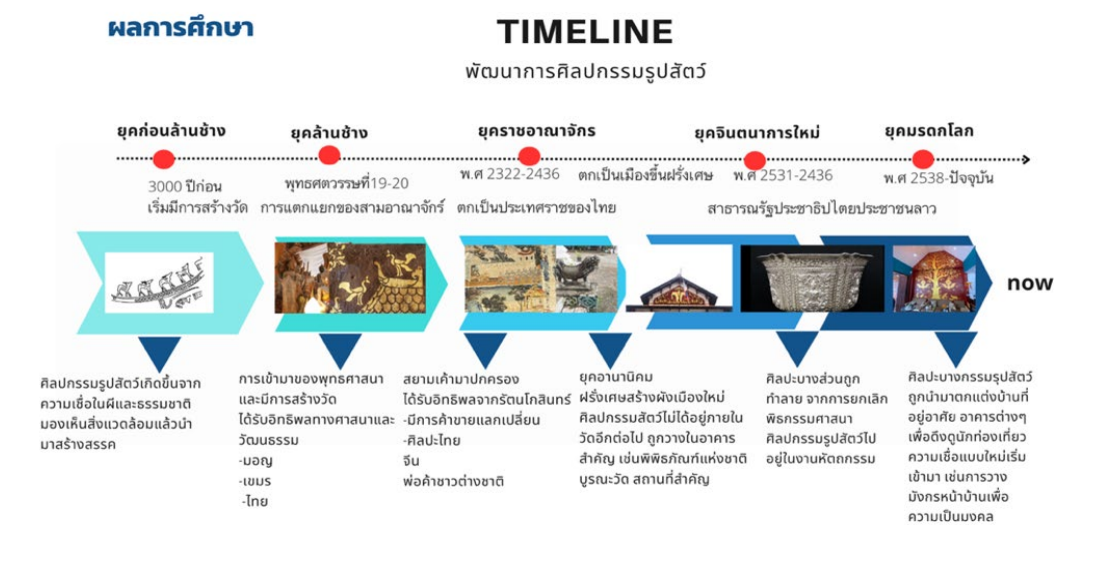 ผลการศึกษา
TIMELINE
พัฒนาการศิลปกรรมรูปสัตว์
ยุคก่อนล้านช้าง
ยุคล้านช้าง
ยุคราชอาณาจักร
ยุคจินตนาการใหม่
ยุคมรดกโลก
3000 ปีก่อน
เริ่มมีการสร้างวัด
พุทธศตวรรษที่19-20
การแตกแยกของสามอาณาจักร์
พ.ศ 2322-2436
ตกเป็นประเทศราชของไทย
ตกเป็นเมืองขึ้นฝรั่งเศษ
พ.ศ 2531-2436
สาธารณรัฐประชาธิปไตยประชาชนลาว
พ.ศ 2538-ปัจจุบัน
now
ศิลปกรรมรูปสัตว์เกิดขึ้นจาก
ความเชื่อในผีและธรรมชาติ
มองเห็นสิ่งแวดล้อมแล้วนำ
มาสร้างสรรค
การเข้ามาของพุทธศาสนา
และมีการสร้างวัด
ได้รับอิทธิพลทางศาสนาและ
วัฒนธรรม
-มอญ
-เขมร
-ไทย
สยามเค้ามาปกครอง
ได้รับอิทธิพลจากรัตนโกสินทร์
-มีการค้าขายแลกเปลี่ยน
-ศิลปะไทย
จีน
พ่อค้าชาวต่างชาติ
ยุคอานานิคม
ฝรั่งเศษสร้างผังเมืองใหม่
ศิลปกรรมสัตว์ไม่ได้อยู่ภายใน
วัดอีกต่อไป ถูกวางในอาคาร
สำคัญ เช่นพิพิธภัณฑ์แห่งชาติ
บูรณะวัด สถานที่สำคัญ
ศิลปะบางส่วนถูก
ทำลาย จากการยกเลิก
พิธกรรมศาสนา
ศิลปกรรมรูปสัตว์ไป
อยู่ในงานหัตถกรรม
ศิลปะบางกรรมรุปสัตว์
ถูกนำมาตกแต่งบ้านที่
อยู่อาศัย อาคารต่างๆ
เพื่อดึงดูนักท่องเที่ยว
ความเชื่อแบบใหม่เริ่ม
เข้ามา เช่นการวาง
มังกรหน้าบ้านเพื่อ
ความเป็นมงคล